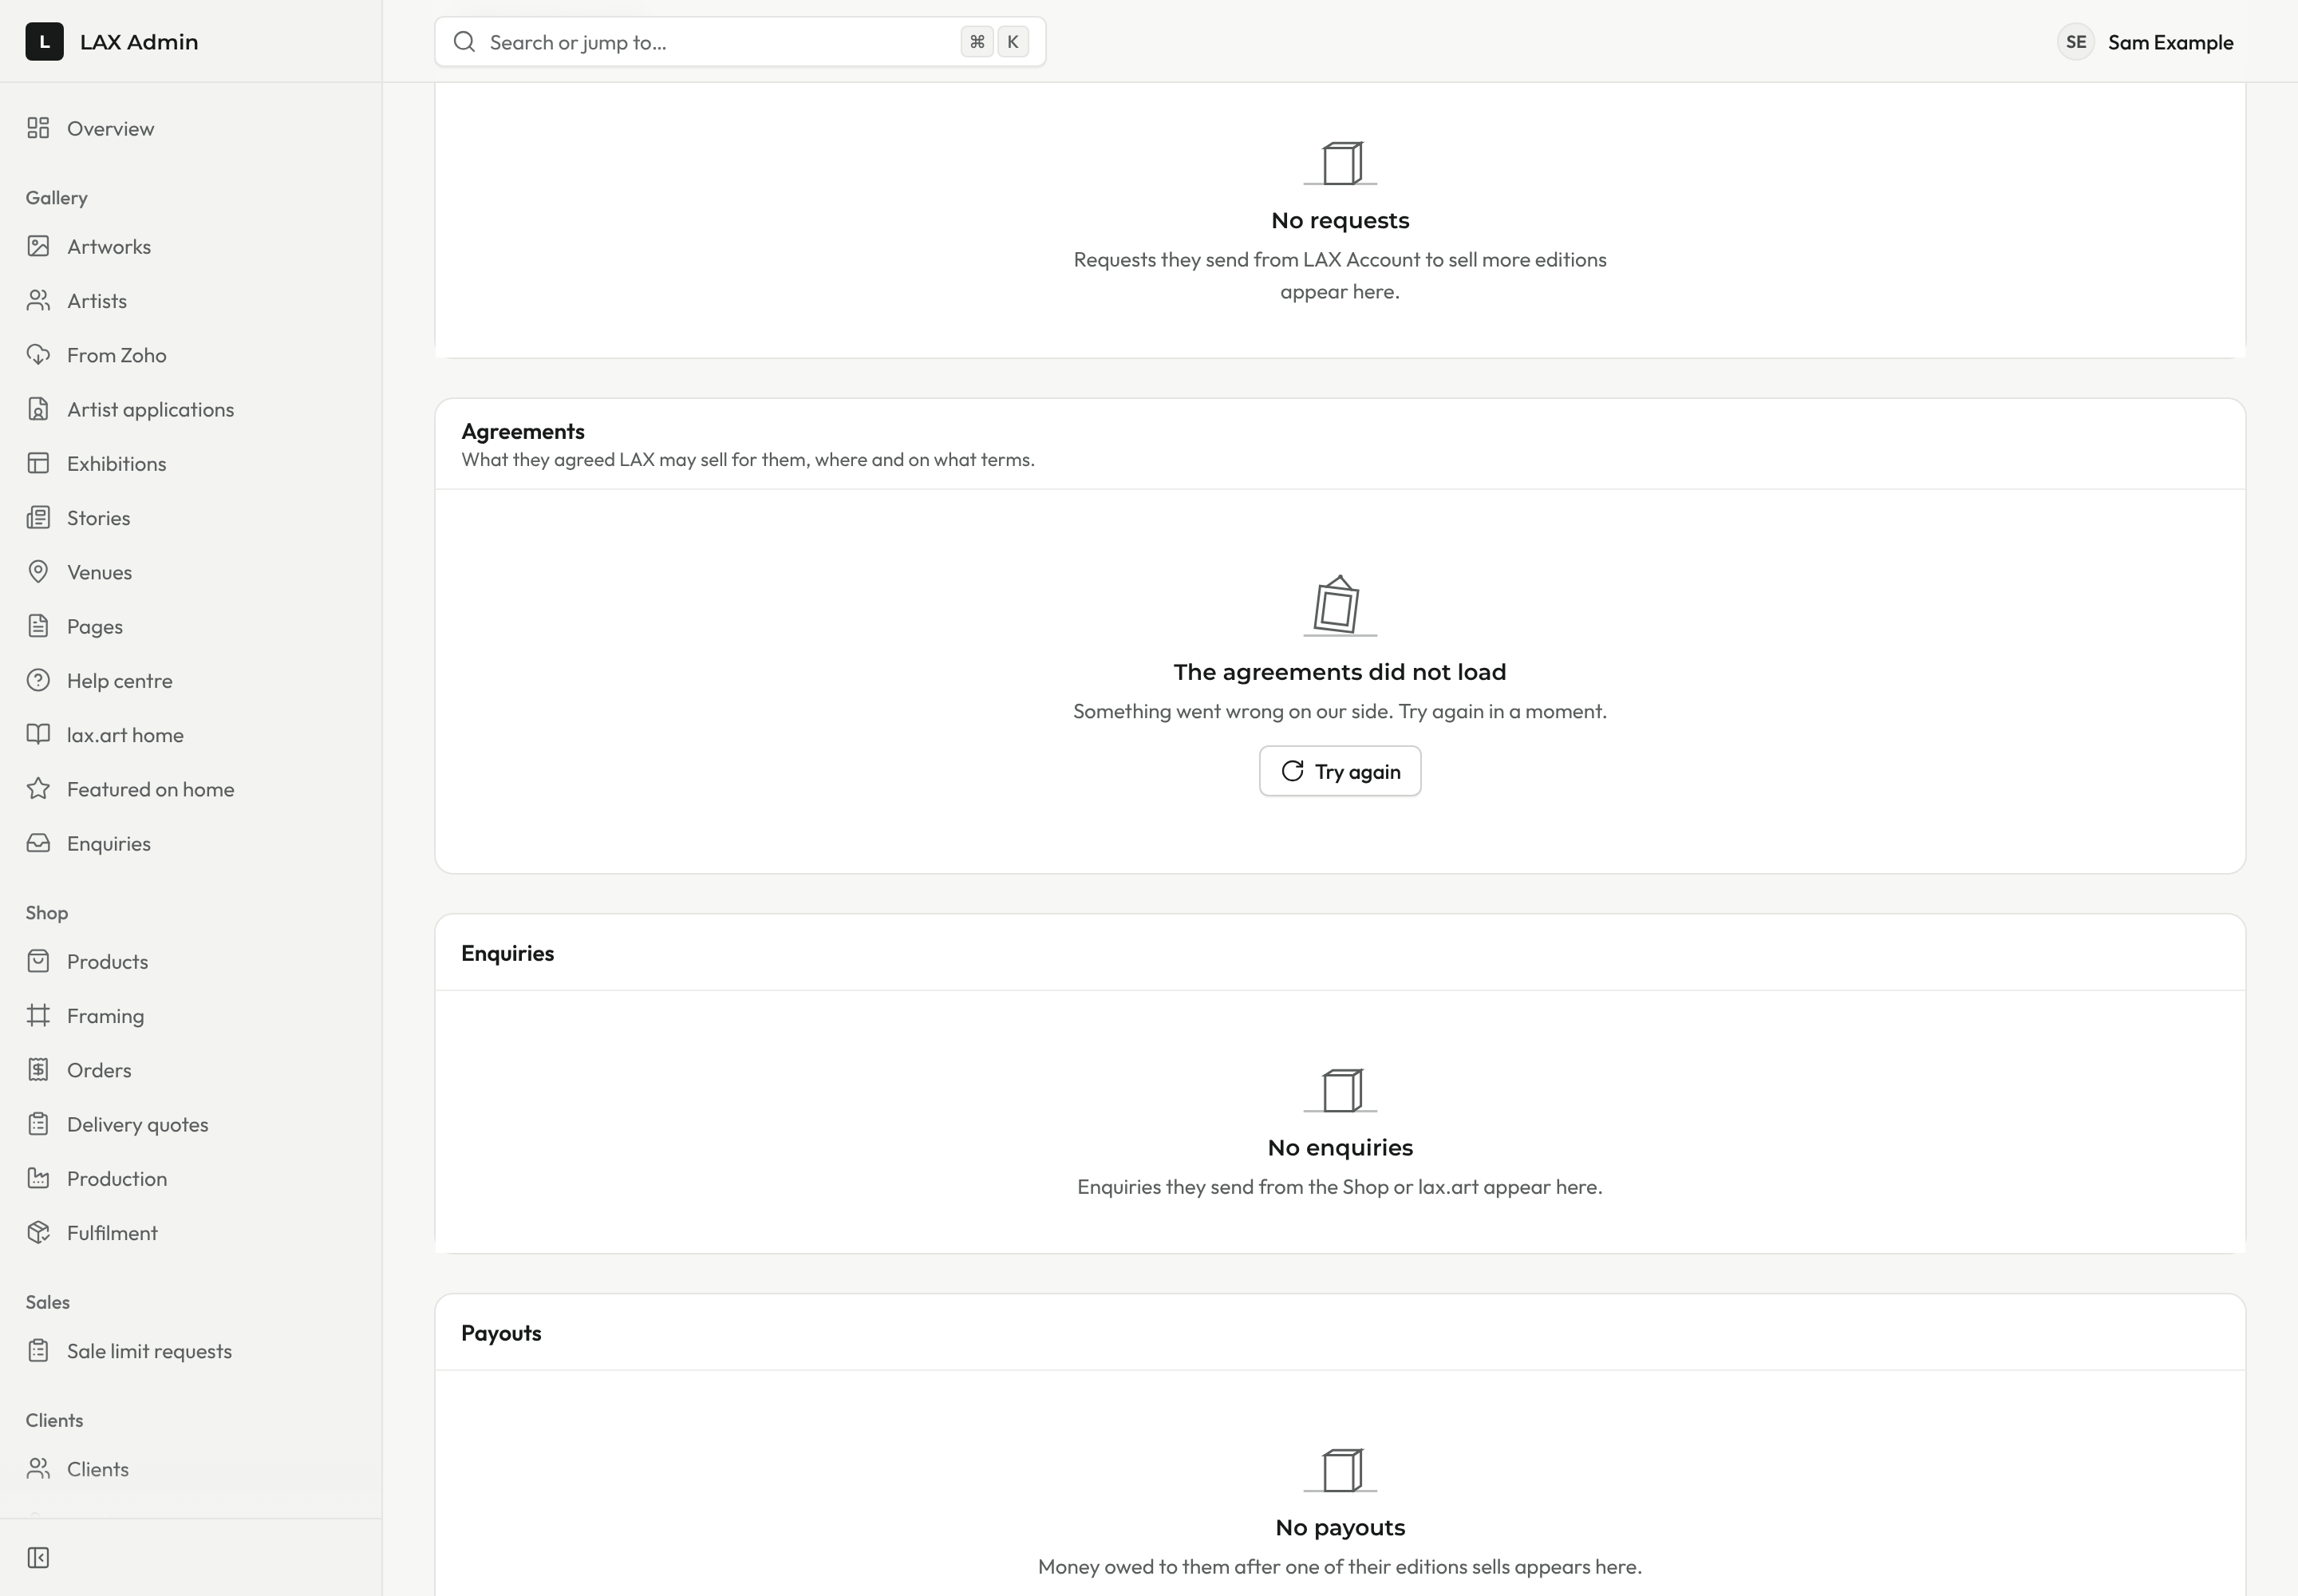 L
LAX Admin
Search or jump to...
⌘ K
SE
Sam Example
Overview
Gallery
Artworks
Artists
From Zoho
Artist applications
Exhibitions
Stories
Venues
Pages
Help centre
lax.art home
Featured on home
Enquiries
Shop
Products
Framing
Orders
Delivery quotes
Production
Fulfilment
Sales
Sale limit requests
Clients
Clients
No requests
Requests they send from LAX Account to sell more editions
appear here.
Agreements
What they agreed LAX may sell for them, where and on what terms.
The agreements did not load
Something went wrong on our side. Try again in a moment.
Try again
Enquiries
No enquiries
Enquiries they send from the Shop or lax.art appear here.
Payouts
No payouts
Money owed to them after one of their editions sells appears here.